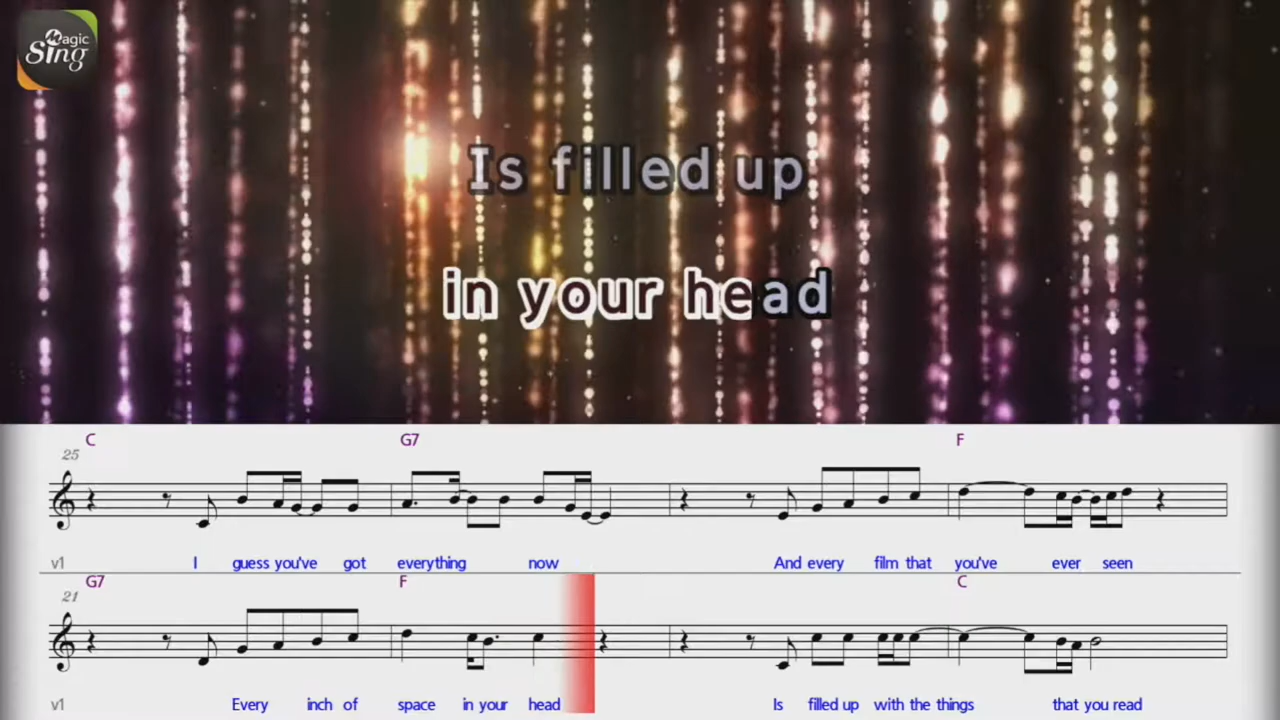 Magic
Sing
Is filled up
in your head
C G7 F
25
v1 I guess you've got everything now And every film that you've ever seen
G7 F C
21
v1 Every inch of space in your head Is filled up with the things that you read